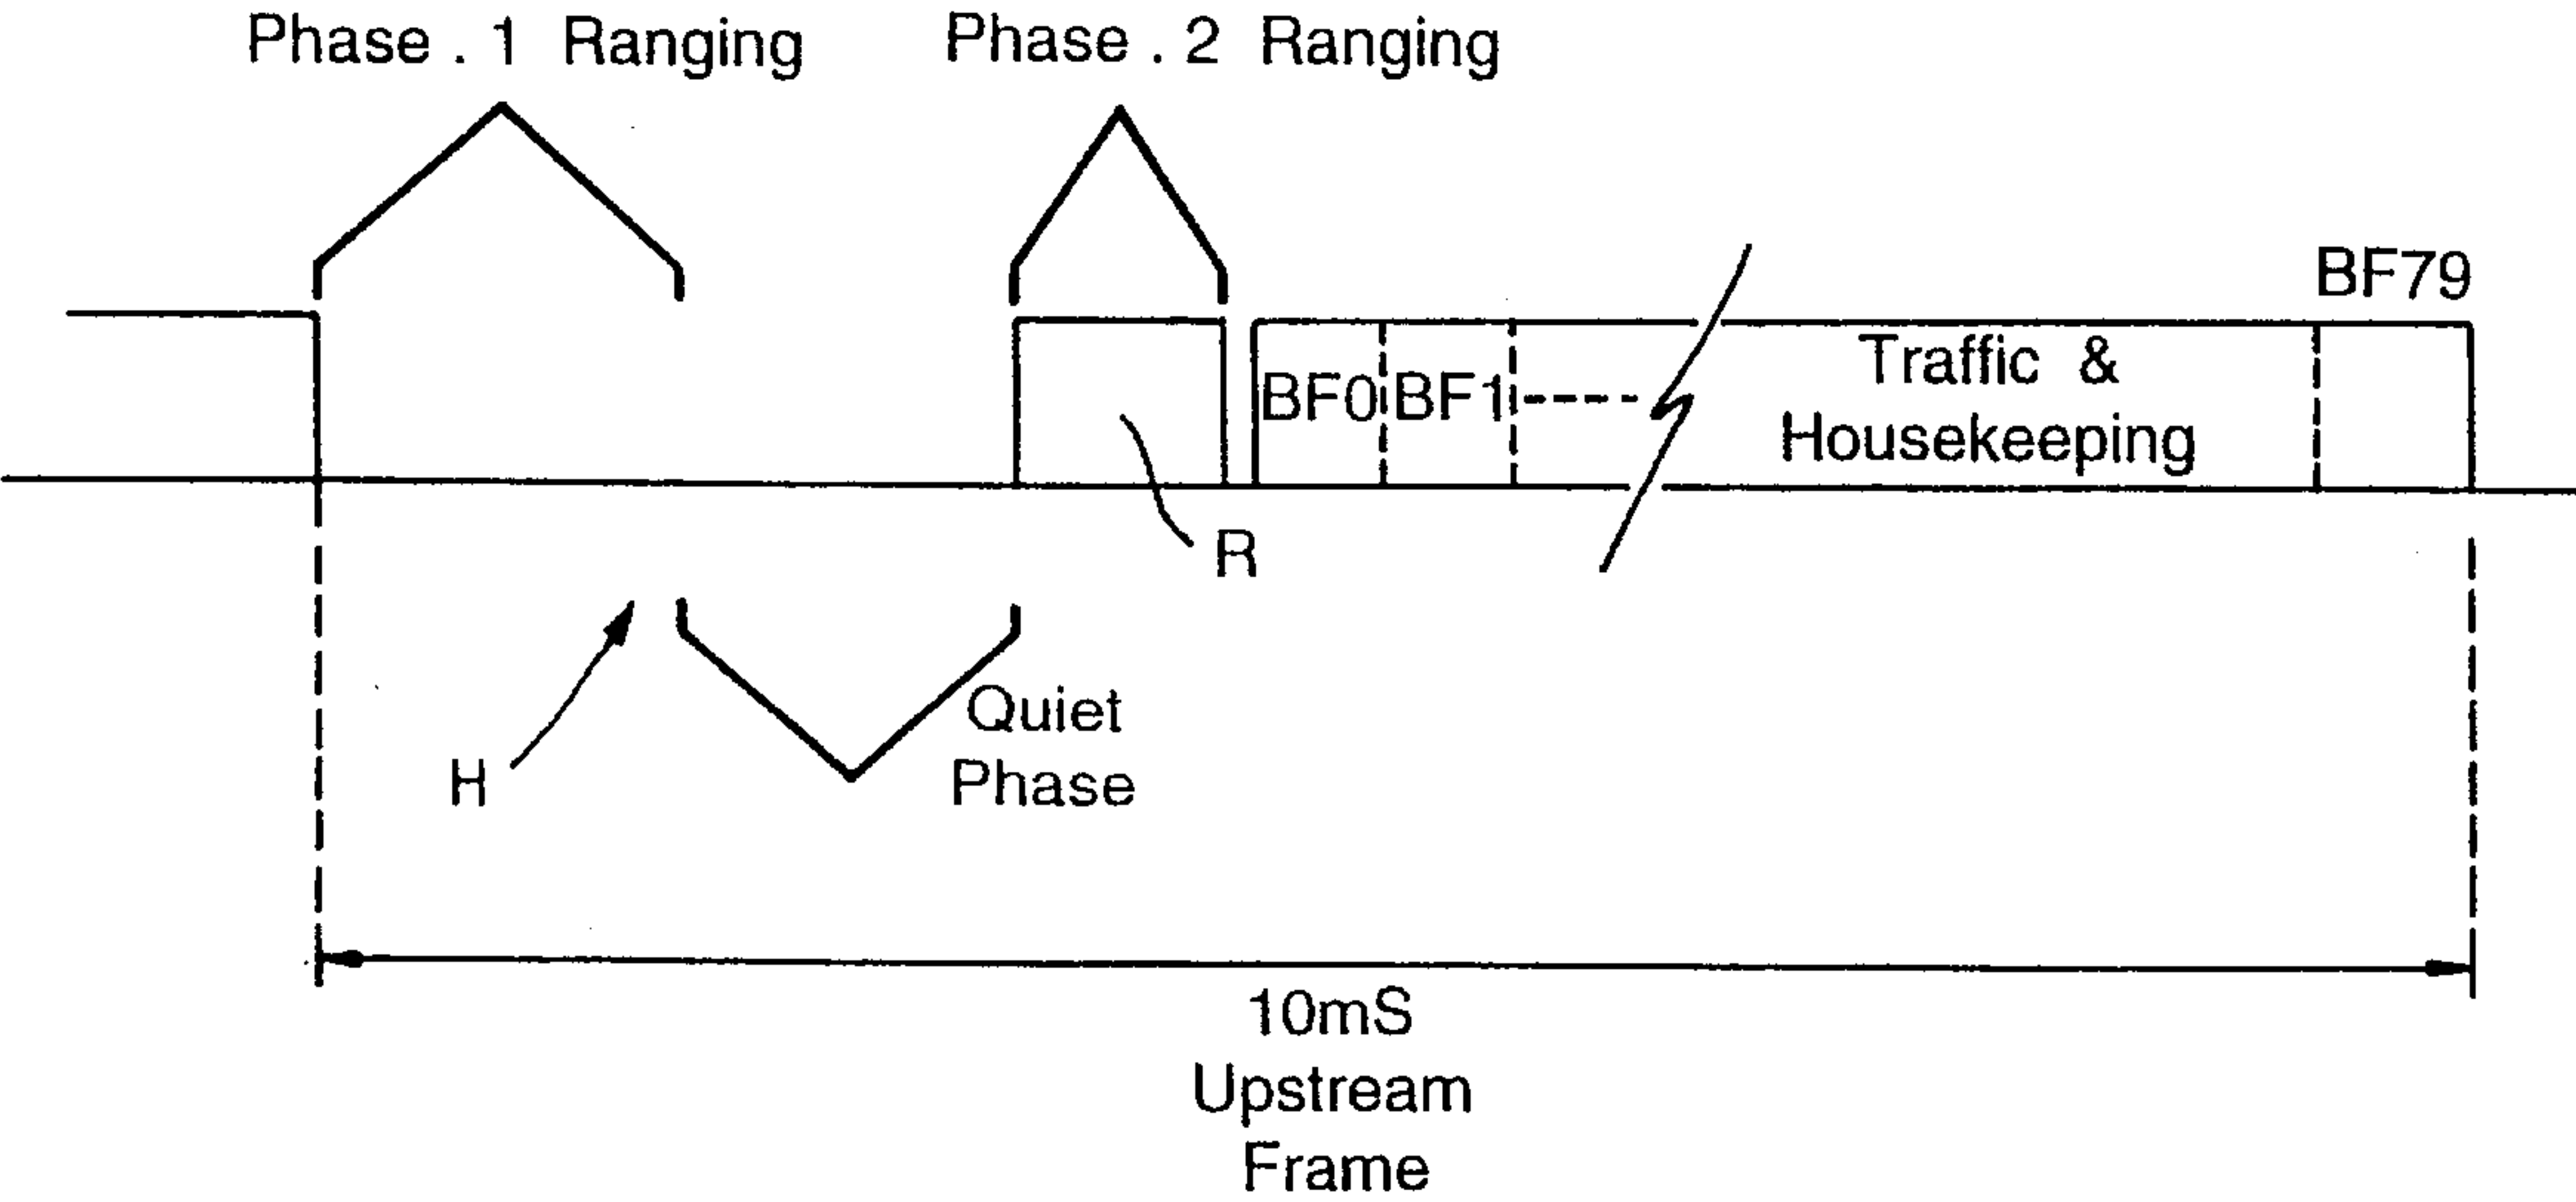 Phase . 1 Ranging
Phase . 2 Ranging
BF79
BF0 BF1
Traffic &
Housekeeping
R
H
Quiet
Phase
10mS
Upstream
Frame